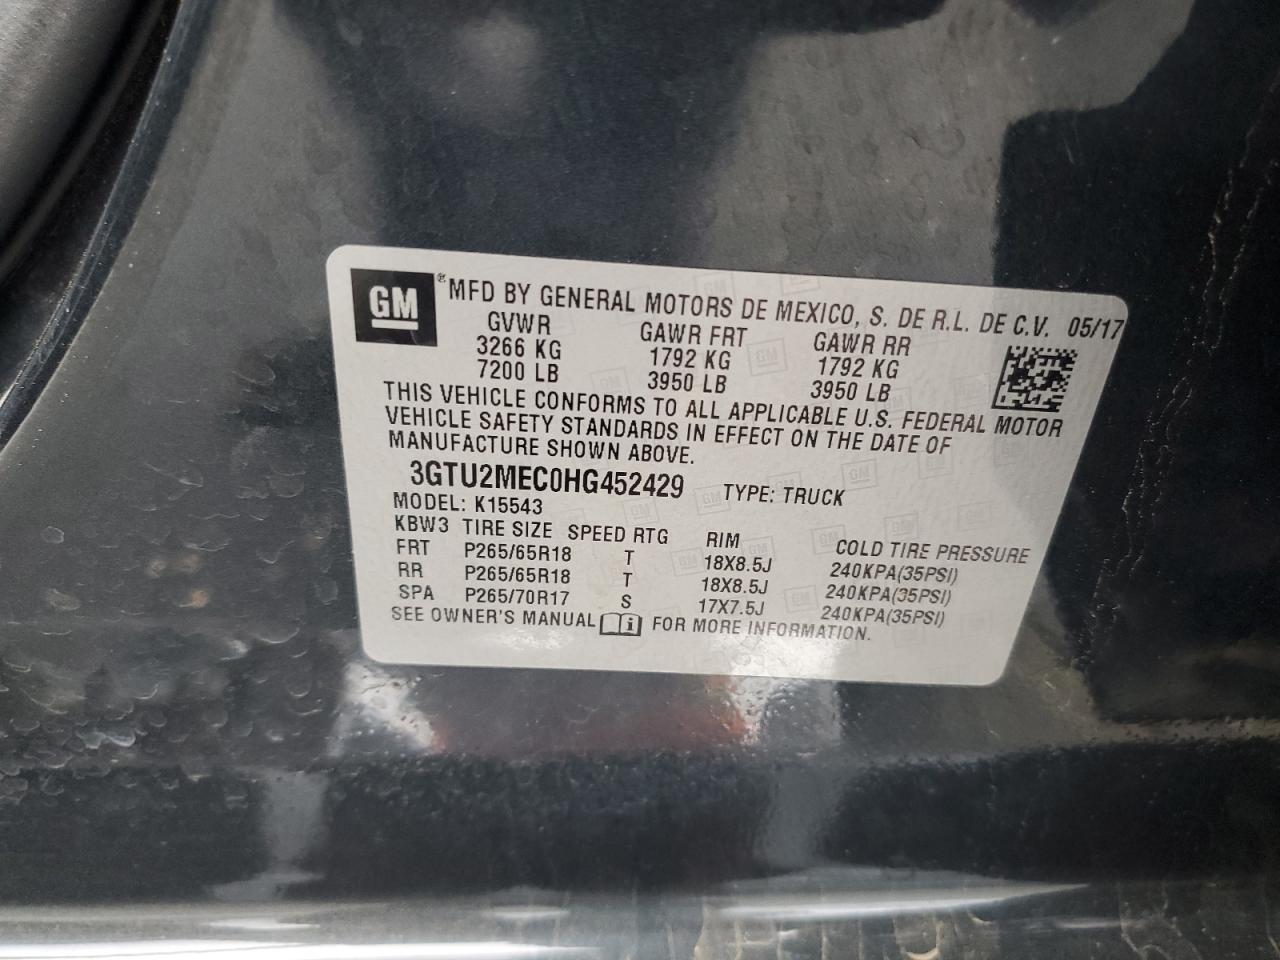 GM ® MFD BY GENERAL MOTORS DE MEXICO, S. DE R.L. DE C.V. 05/17
GVWR GAWR FRT GAWR RR
3266 KG 1792 KG 1792 KG
7200 LB 3950 LB 3950 LB
THIS VEHICLE CONFORMS TO ALL APPLICABLE U.S. FEDERAL MOTOR
VEHICLE SAFETY STANDARDS IN EFFECT ON THE DATE OF
MANUFACTURE SHOWN ABOVE.
3GTU2MEC0HG452429 TYPE: TRUCK
MODEL: K15543
KBW3 TIRE SIZE SPEED RTG RIM COLD TIRE PRESSURE
FRT P265/65R18 T 18X8.5J 240KPA(35PSI)
RR P265/65R18 T 18X8.5J 240KPA(35PSI)
SPA P265/70R17 S 17X7.5J 240KPA(35PSI)
SEE OWNER'S MANUAL FOR MORE INFORMATION.